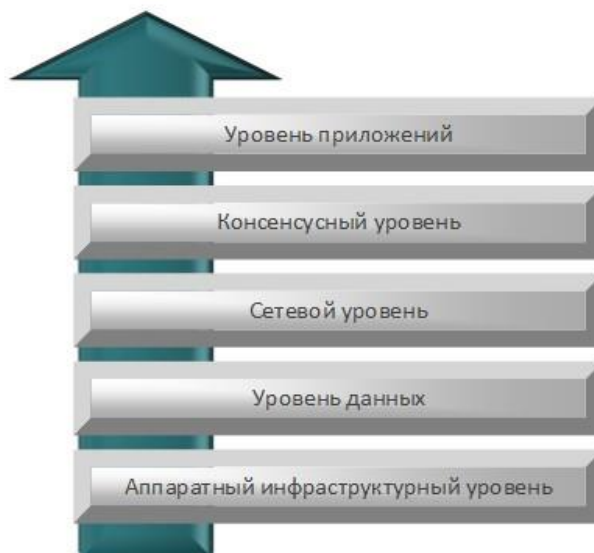 Уровень приложений
Консенсусный уровень
Сетевой уровень
Уровень данных
Аппаратный инфраструктурный уровень